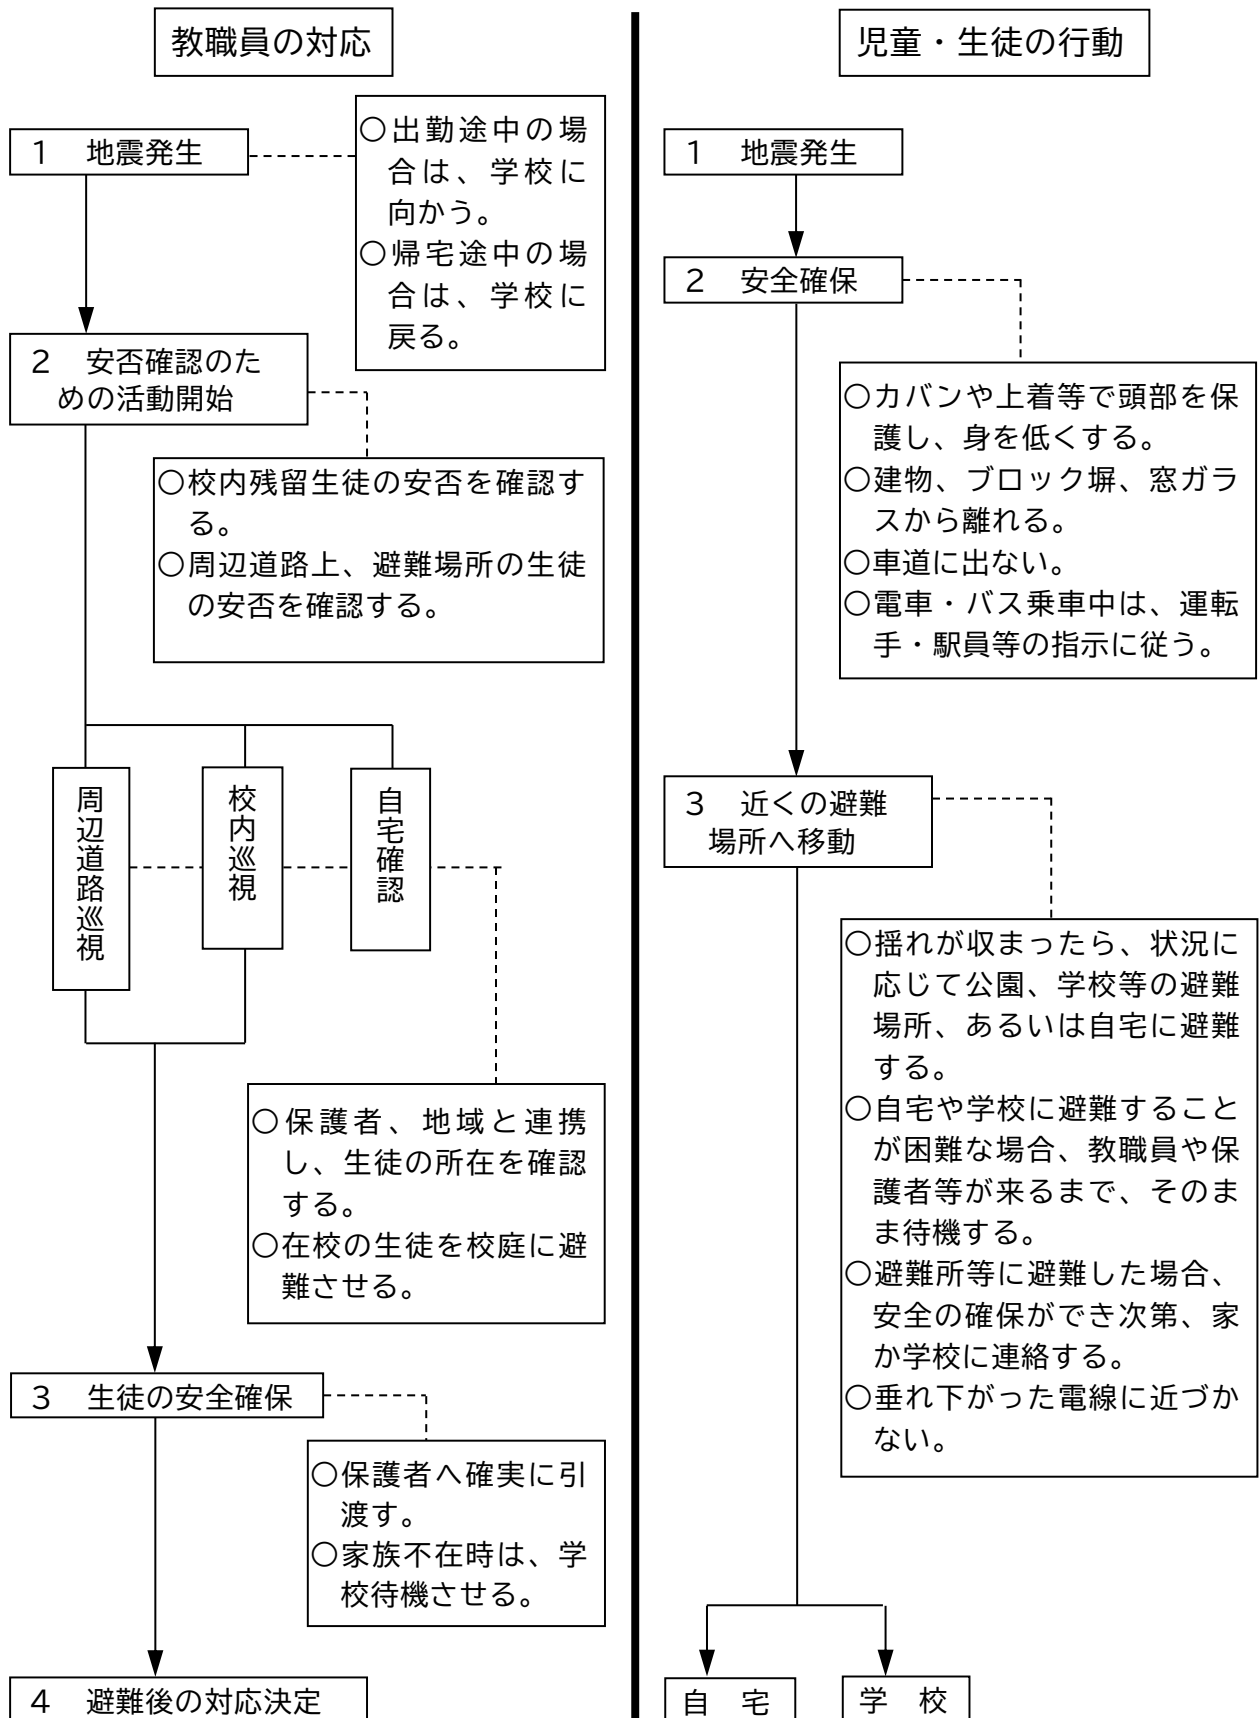 教職員の対応
1 地震発生
○出勤途中の場
合は、学校に
向かう。
○帰宅途中の場
合は、学校に
戻る。
2 安否確認のた
めの活動開始
○校内残留生徒の安否を確認す
る。
○周辺道路上、避難場所の生徒
の安否を確認する。
周辺道路巡視
校内巡視
自宅確認
○保護者、地域と連携
し、生徒の所在を確認
する。
○在校の生徒を校庭に避
難させる。
3 生徒の安全確保
○保護者へ確実に引
渡す。
○家族不在時は、学
校待機させる。
4 避難後の対応決定
児童・生徒の行動
1 地震発生
2 安全確保
○カバンや上着等で頭部を保
護し、身を低くする。
○建物、ブロック塀、窓ガラ
スから離れる。
○車道に出ない。
○電車・バス乗車中は、運転
手・駅員等の指示に従う。
3 近くの避難
場所へ移動
○揺れが収まったら、状況に
応じて公園、学校等の避難
場所、あるいは自宅に避難
する。
○自宅や学校に避難すること
が困難な場合、教職員や保
護者等が来るまで、そのま
ま待機する。
○避難所等に避難した場合、
安全の確保ができ次第、家
か学校に連絡する。
○垂れ下がった電線に近づか
ない。
自 宅
学 校